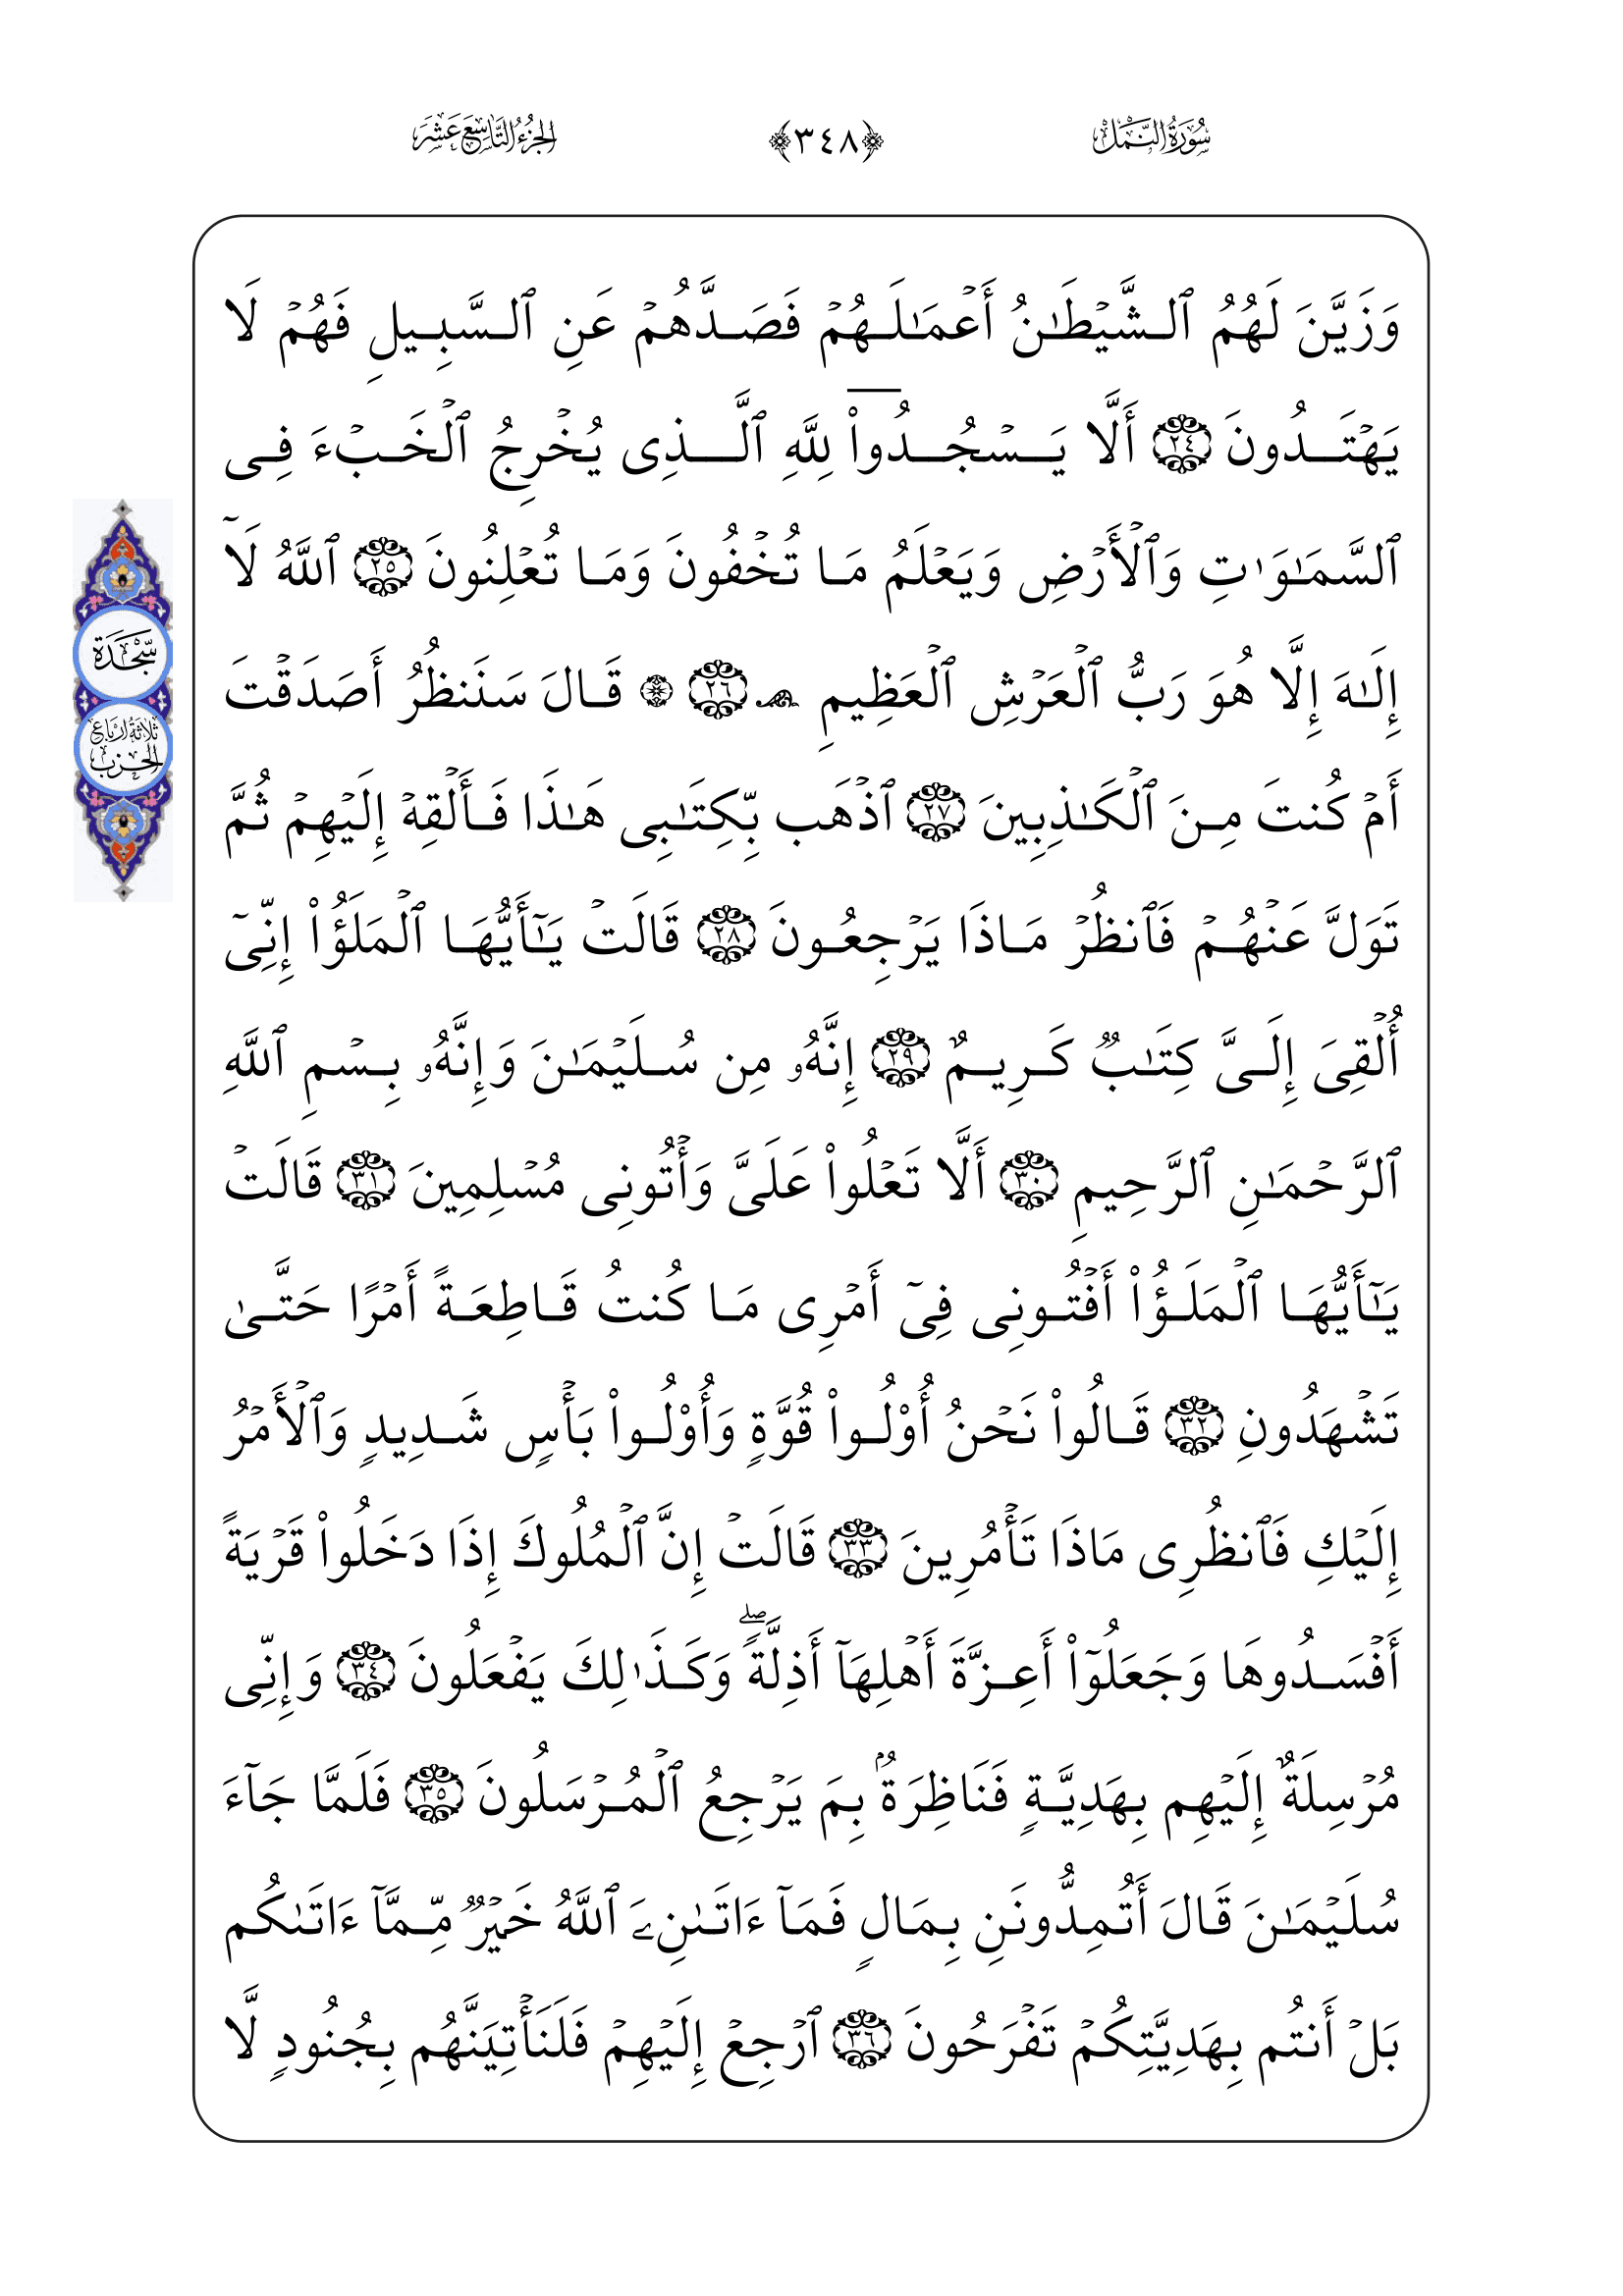 سُورَةُ النَّمْلِ ﴿٣٤٨﴾ الجُزْءُ التَّاسِعَ عَشَرَ
وَزَيَّنَ لَهُمُ ٱلشَّيۡطَـٰنُ أَعۡمَـٰلَهُمۡ فَصَدَّهُمۡ عَنِ ٱلسَّبِيلِ فَهُمۡ لَا
يَهۡتَدُونَ ٢٤ أَلَّا يَسۡجُدُواْ لِلَّهِ ٱلَّذِى يُخۡرِجُ ٱلۡخَبۡءَ فِى
ٱلسَّمَـٰوَٰتِ وَٱلۡأَرۡضِ وَيَعۡلَمُ مَا تُخۡفُونَ وَمَا تُعۡلِنُونَ ٢٥ ٱللَّهُ لَآ
إِلَـٰهَ إِلَّا هُوَ رَبُّ ٱلۡعَرۡشِ ٱلۡعَظِيمِ ۩ ٢٦ ۞ قَالَ سَنَنظُرُ أَصَدَقۡتَ
أَمۡ كُنتَ مِنَ ٱلۡكَـٰذِبِينَ ٢٧ ٱذۡهَب بِّكِتَـٰبِى هَـٰذَا فَأَلۡقِهۡ إِلَيۡهِمۡ ثُمَّ
تَوَلَّ عَنۡهُمۡ فَٱنظُرۡ مَاذَا يَرۡجِعُونَ ٢٨ قَالَتۡ يَـٰٓأَيُّهَا ٱلۡمَلَؤُاْ إِنِّىٓ
أُلۡقِىَ إِلَىَّ كِتَـٰبٌ كَرِيمٌ ٢٩ إِنَّهُۥ مِن سُلَيۡمَـٰنَ وَإِنَّهُۥ بِسۡمِ ٱللَّهِ
ٱلرَّحۡمَـٰنِ ٱلرَّحِيمِ ٣٠ أَلَّا تَعۡلُواْ عَلَىَّ وَأۡتُونِى مُسۡلِمِينَ ٣١ قَالَتۡ
يَـٰٓأَيُّهَا ٱلۡمَلَؤُاْ أَفۡتُونِى فِىٓ أَمۡرِى مَا كُنتُ قَاطِعَةً أَمۡرًا حَتَّىٰ
تَشۡهَدُونِ ٣٢ قَالُواْ نَحۡنُ أُوْلُواْ قُوَّةٍ وَأُوْلُواْ بَأۡسٍ شَدِيدٍ وَٱلۡأَمۡرُ
إِلَيۡكِ فَٱنظُرِى مَاذَا تَأۡمُرِينَ ٣٣ قَالَتۡ إِنَّ ٱلۡمُلُوكَ إِذَا دَخَلُواْ قَرۡيَةً
أَفۡسَدُوهَا وَجَعَلُوٓاْ أَعِزَّةَ أَهۡلِهَآ أَذِلَّةًۖ وَكَذَٰلِكَ يَفۡعَلُونَ ٣٤ وَإِنِّى
مُرۡسِلَةٌ إِلَيۡهِم بِهَدِيَّةٍ فَنَاظِرَةُۢ بِمَ يَرۡجِعُ ٱلۡمُرۡسَلُونَ ٣٥ فَلَمَّا جَآءَ
سُلَيۡمَـٰنَ قَالَ أَتُمِدُّونَنِ بِمَالٍ فَمَآ ءَاتَىٰنِۦَ ٱللَّهُ خَيۡرٌ مِّمَّآ ءَاتَىٰكُم
بَلۡ أَنتُم بِهَدِيَّتِكُمۡ تَفۡرَحُونَ ٣٦ ٱرۡجِعۡ إِلَيۡهِمۡ فَلَنَأۡتِيَنَّهُم بِجُنُودٍ لَّا
سَّجْدَة
ثَلَاثَةُ أَرْبَاعِ
الحِزْب